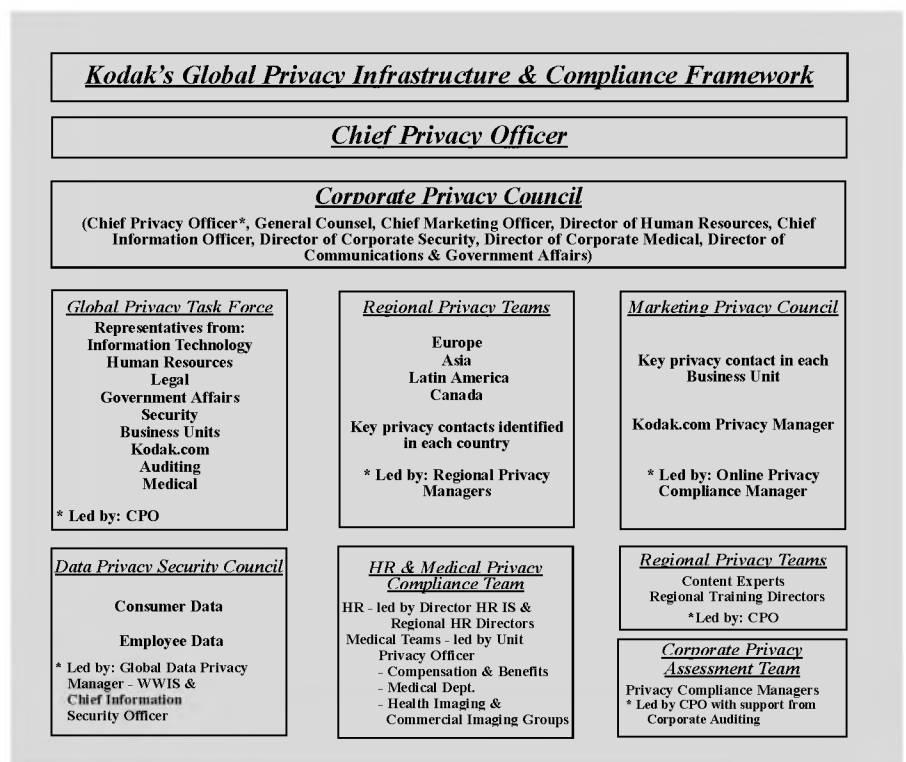 Kodak's Global Privacy Infrastructure & Compliance Framework
Chief Privacy Officer
Corporate Privacy Council
(Chief Privacy Officer*, General Counsel, Chief Marketing Officer, Director of Human Resources, Chief
Information Officer, Director of Corporate Security, Director of Corporate Medical, Director of
Communications & Government Affairs)
Global Privacy Task Force
Representatives from:
Information Technology
Human Resources
Legal
Government Affairs
Security
Business Units
Kodak.com
Auditing
Medical
* Led by: CPO
Regional Privacy Teams
Europe
Asia
Latin America
Canada
Key privacy contacts identified
in each country
* Led by: Regional Privacy
Managers
Marketing Privacy Council
Key privacy contact in each
Business Unit
Kodak.com Privacy Manager
* Led by: Online Privacy
Compliance Manager
Data Privacy Security Council
Consumer Data
Employee Data
* Led by: Global Data Privacy
Manager - WWIS &
Chief Information
Security Officer
HR & Medical Privacy
Compliance Team
HR - led by Director HR IS &
Regional HR Directors
Medical Teams - led by Unit
Privacy Officer
- Compensation & Benefits
- Medical Dept.
- Health Imaging &
Commercial Imaging Groups
Regional Privacy Teams
Content Experts
Regional Training Directors
*Led by: CPO
Corporate Privacy
Assessment Team
Privacy Compliance Managers
* Led by CPO with support from
Corporate Auditing